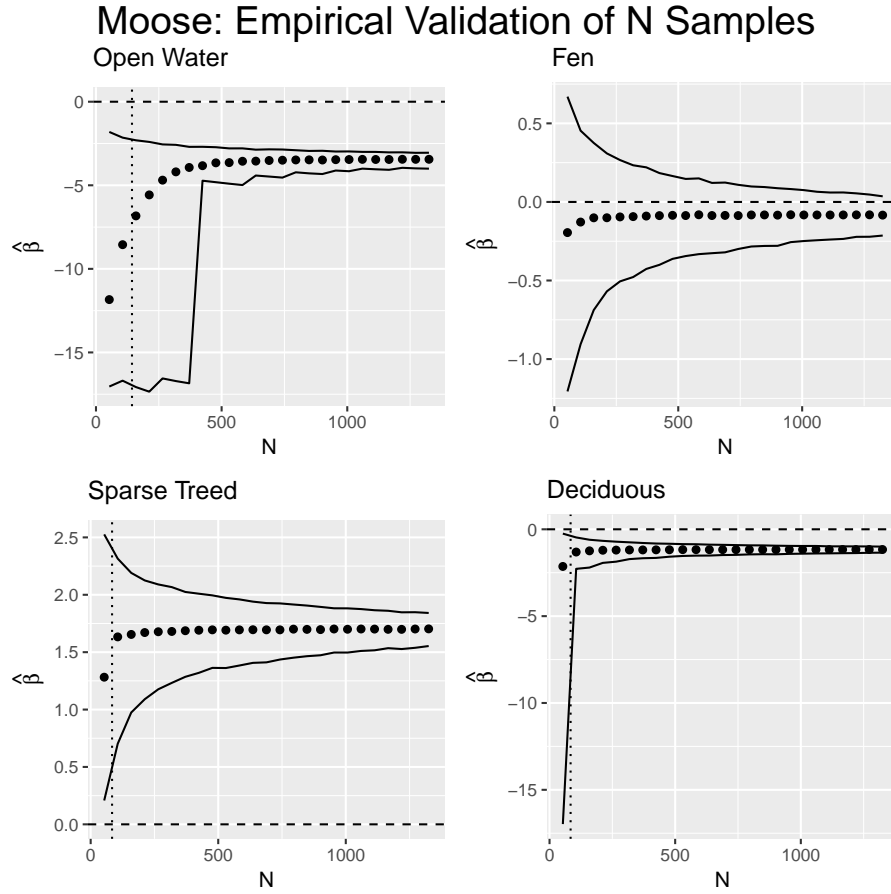 Moose: Empirical Validation of N Samples
Open Water
0
−5
−10
−15
β̂
0
500
1000
N
Fen
0.5
0.0
−0.5
−1.0
β̂
0
500
1000
N
Sparse Treed
2.5
2.0
1.5
1.0
0.5
0.0
β̂
0
500
1000
N
Deciduous
0
−5
−10
−15
β̂
0
500
1000
N